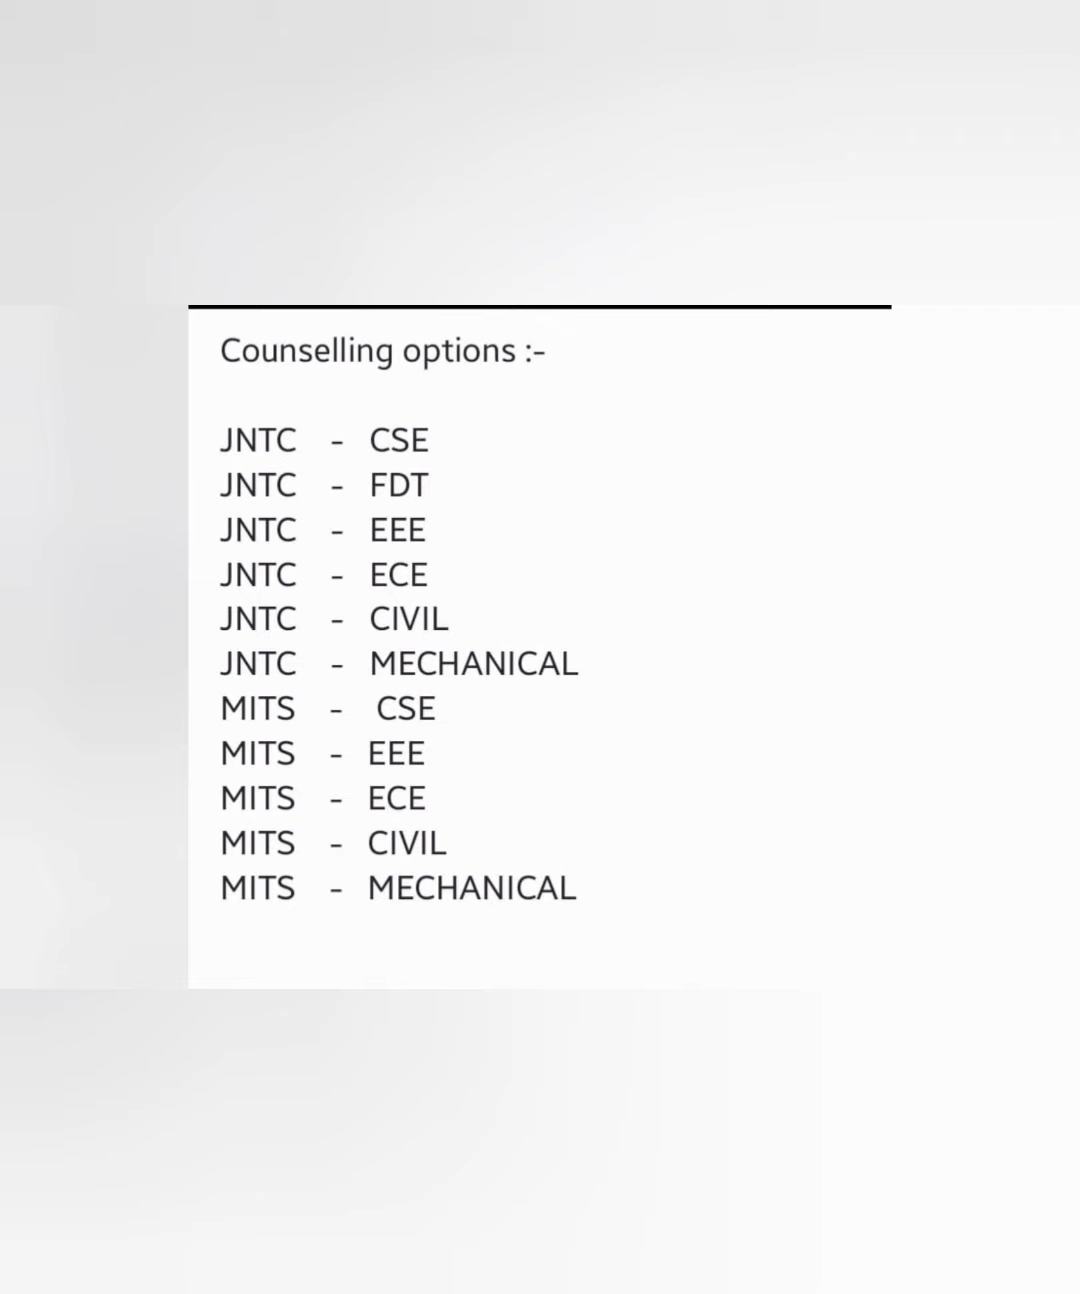 Counselling options :-
JNTC - CSE
JNTC - FDT
JNTC - EEE
JNTC - ECE
JNTC - CIVIL
JNTC - MECHANICAL
MITS - CSE
MITS - EEE
MITS - ECE
MITS - CIVIL
MITS - MECHANICAL